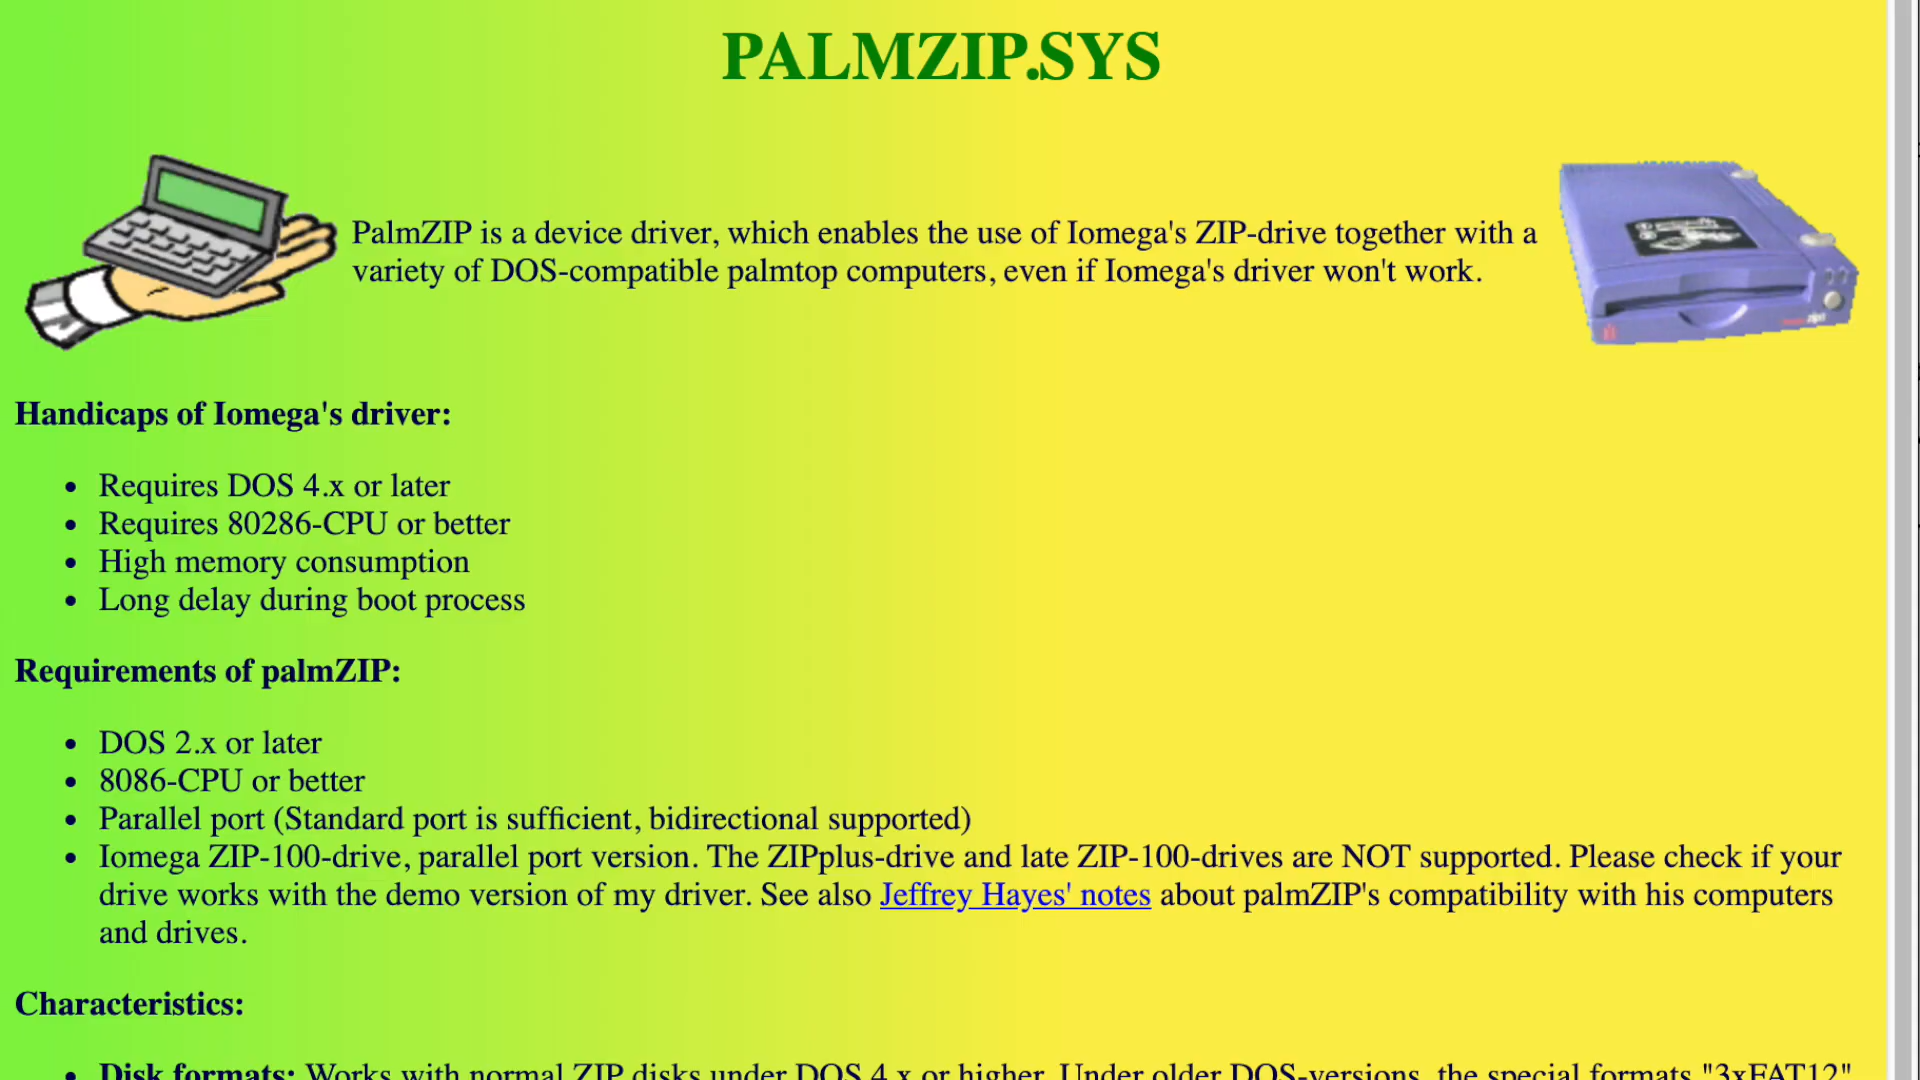 PALMZIP.SYS
PalmZIP is a device driver, which enables the use of Iomega's ZIP-drive together with a
variety of DOS-compatible palmtop computers, even if Iomega's driver won't work.
Handicaps of Iomega's driver:
• Requires DOS 4.x or later
• Requires 80286-CPU or better
• High memory consumption
• Long delay during boot process
Requirements of palmZIP:
• DOS 2.x or later
• 8086-CPU or better
• Parallel port (Standard port is sufficient, bidirectional supported)
• Iomega ZIP-100-drive, parallel port version. The ZIPplus-drive and late ZIP-100-drives are NOT supported. Please check if your
drive works with the demo version of my driver. See also Jeffrey Hayes' notes about palmZIP's compatibility with his computers
and drives.
Characteristics:
• Disk formats: Works with normal ZIP disks under DOS 4.x or higher. Under older DOS-versions, the special formats "3xFAT12"